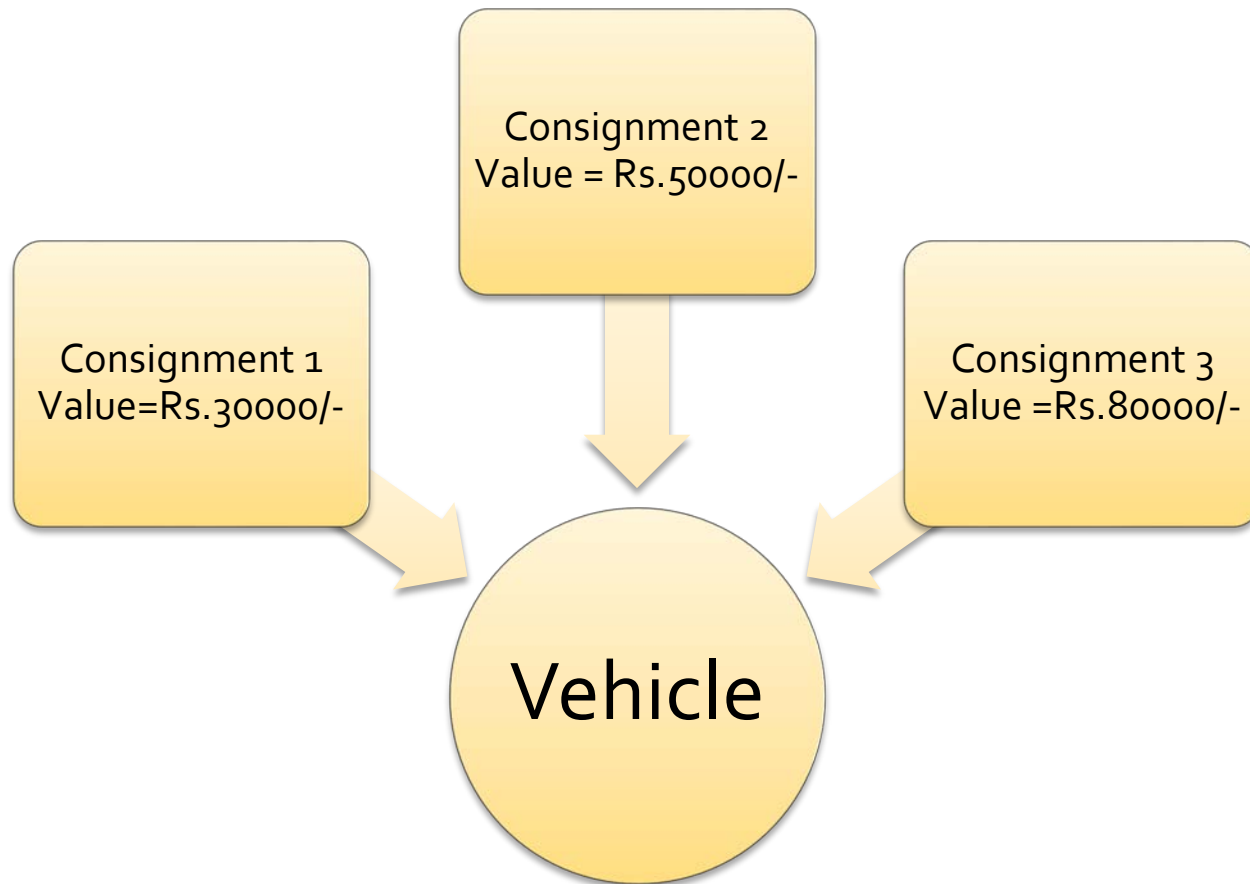 Consignment 1
Value=Rs.30000/-
Consignment 2
Value = Rs.50000/-
Consignment 3
Value =Rs.80000/-
Vehicle